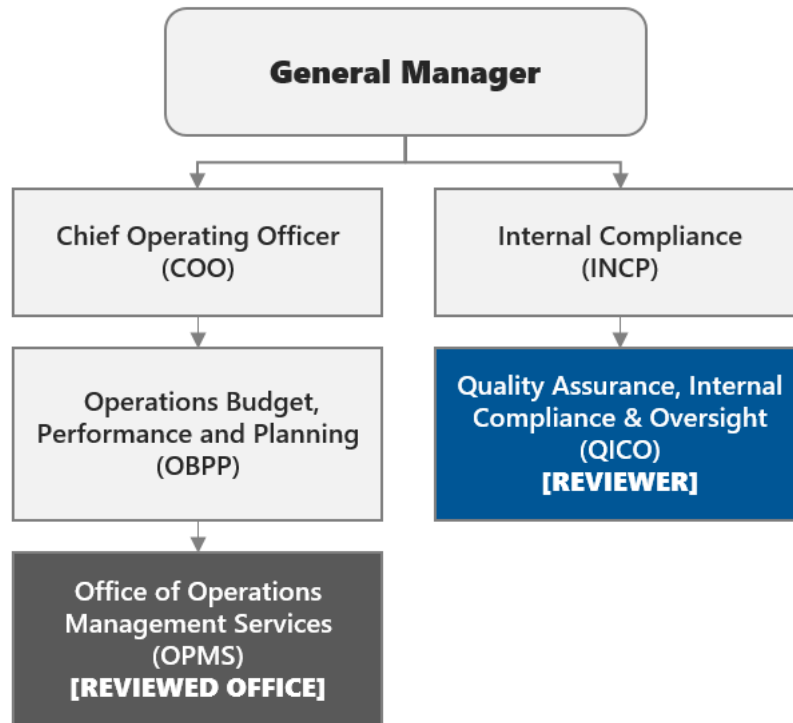 General Manager
Chief Operating Officer
(COO)
Internal Compliance
(INCP)
Operations Budget,
Performance and Planning
(OBPP)
Quality Assurance, Internal
Compliance & Oversight
(QICO)
[REVIEWER]
Office of Operations
Management Services
(OPMS)
[REVIEWED OFFICE]